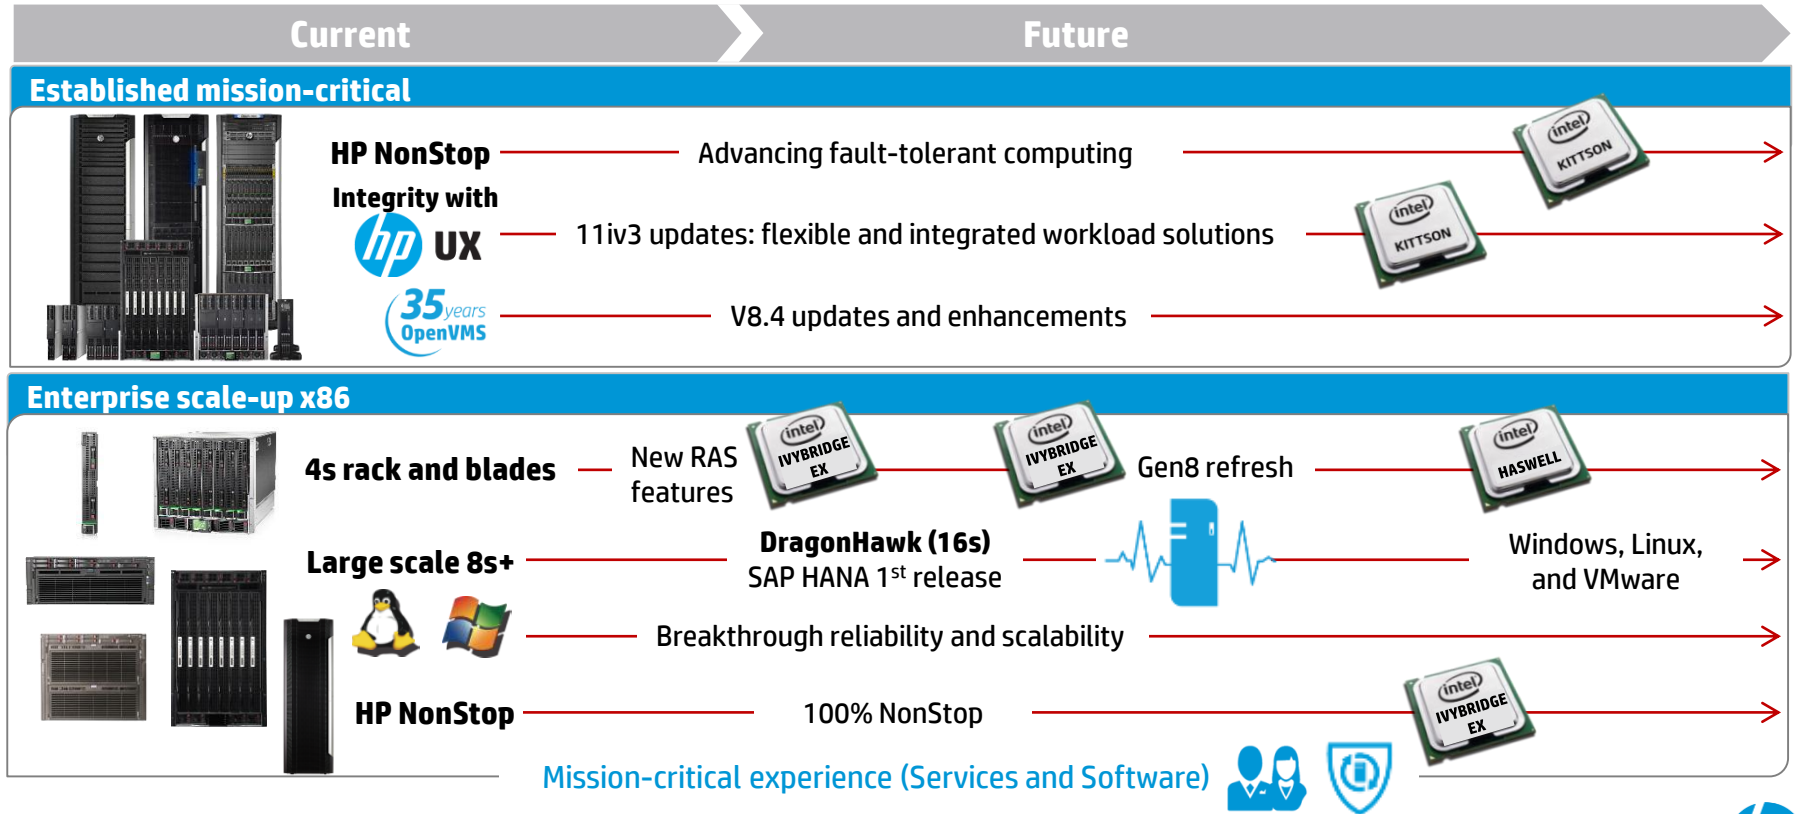 Current
Future
Established mission-critical
HP NonStop
Advancing fault-tolerant computing
intel
KITTSON
Integrity with
hp UX
11iv3 updates: flexible and integrated workload solutions
intel
KITTSON
35 years
OpenVMS
V8.4 updates and enhancements
Enterprise scale-up x86
4s rack and blades
New RAS
features
intel
IVYBRIDGE
EX
intel
IVYBRIDGE
EX
Gen8 refresh
intel
HASWELL
Large scale 8s+
DragonHawk (16s)
SAP HANA 1st release
Windows, Linux,
and VMware
Breakthrough reliability and scalability
HP NonStop
100% NonStop
intel
IVYBRIDGE
EX
Mission-critical experience (Services and Software)